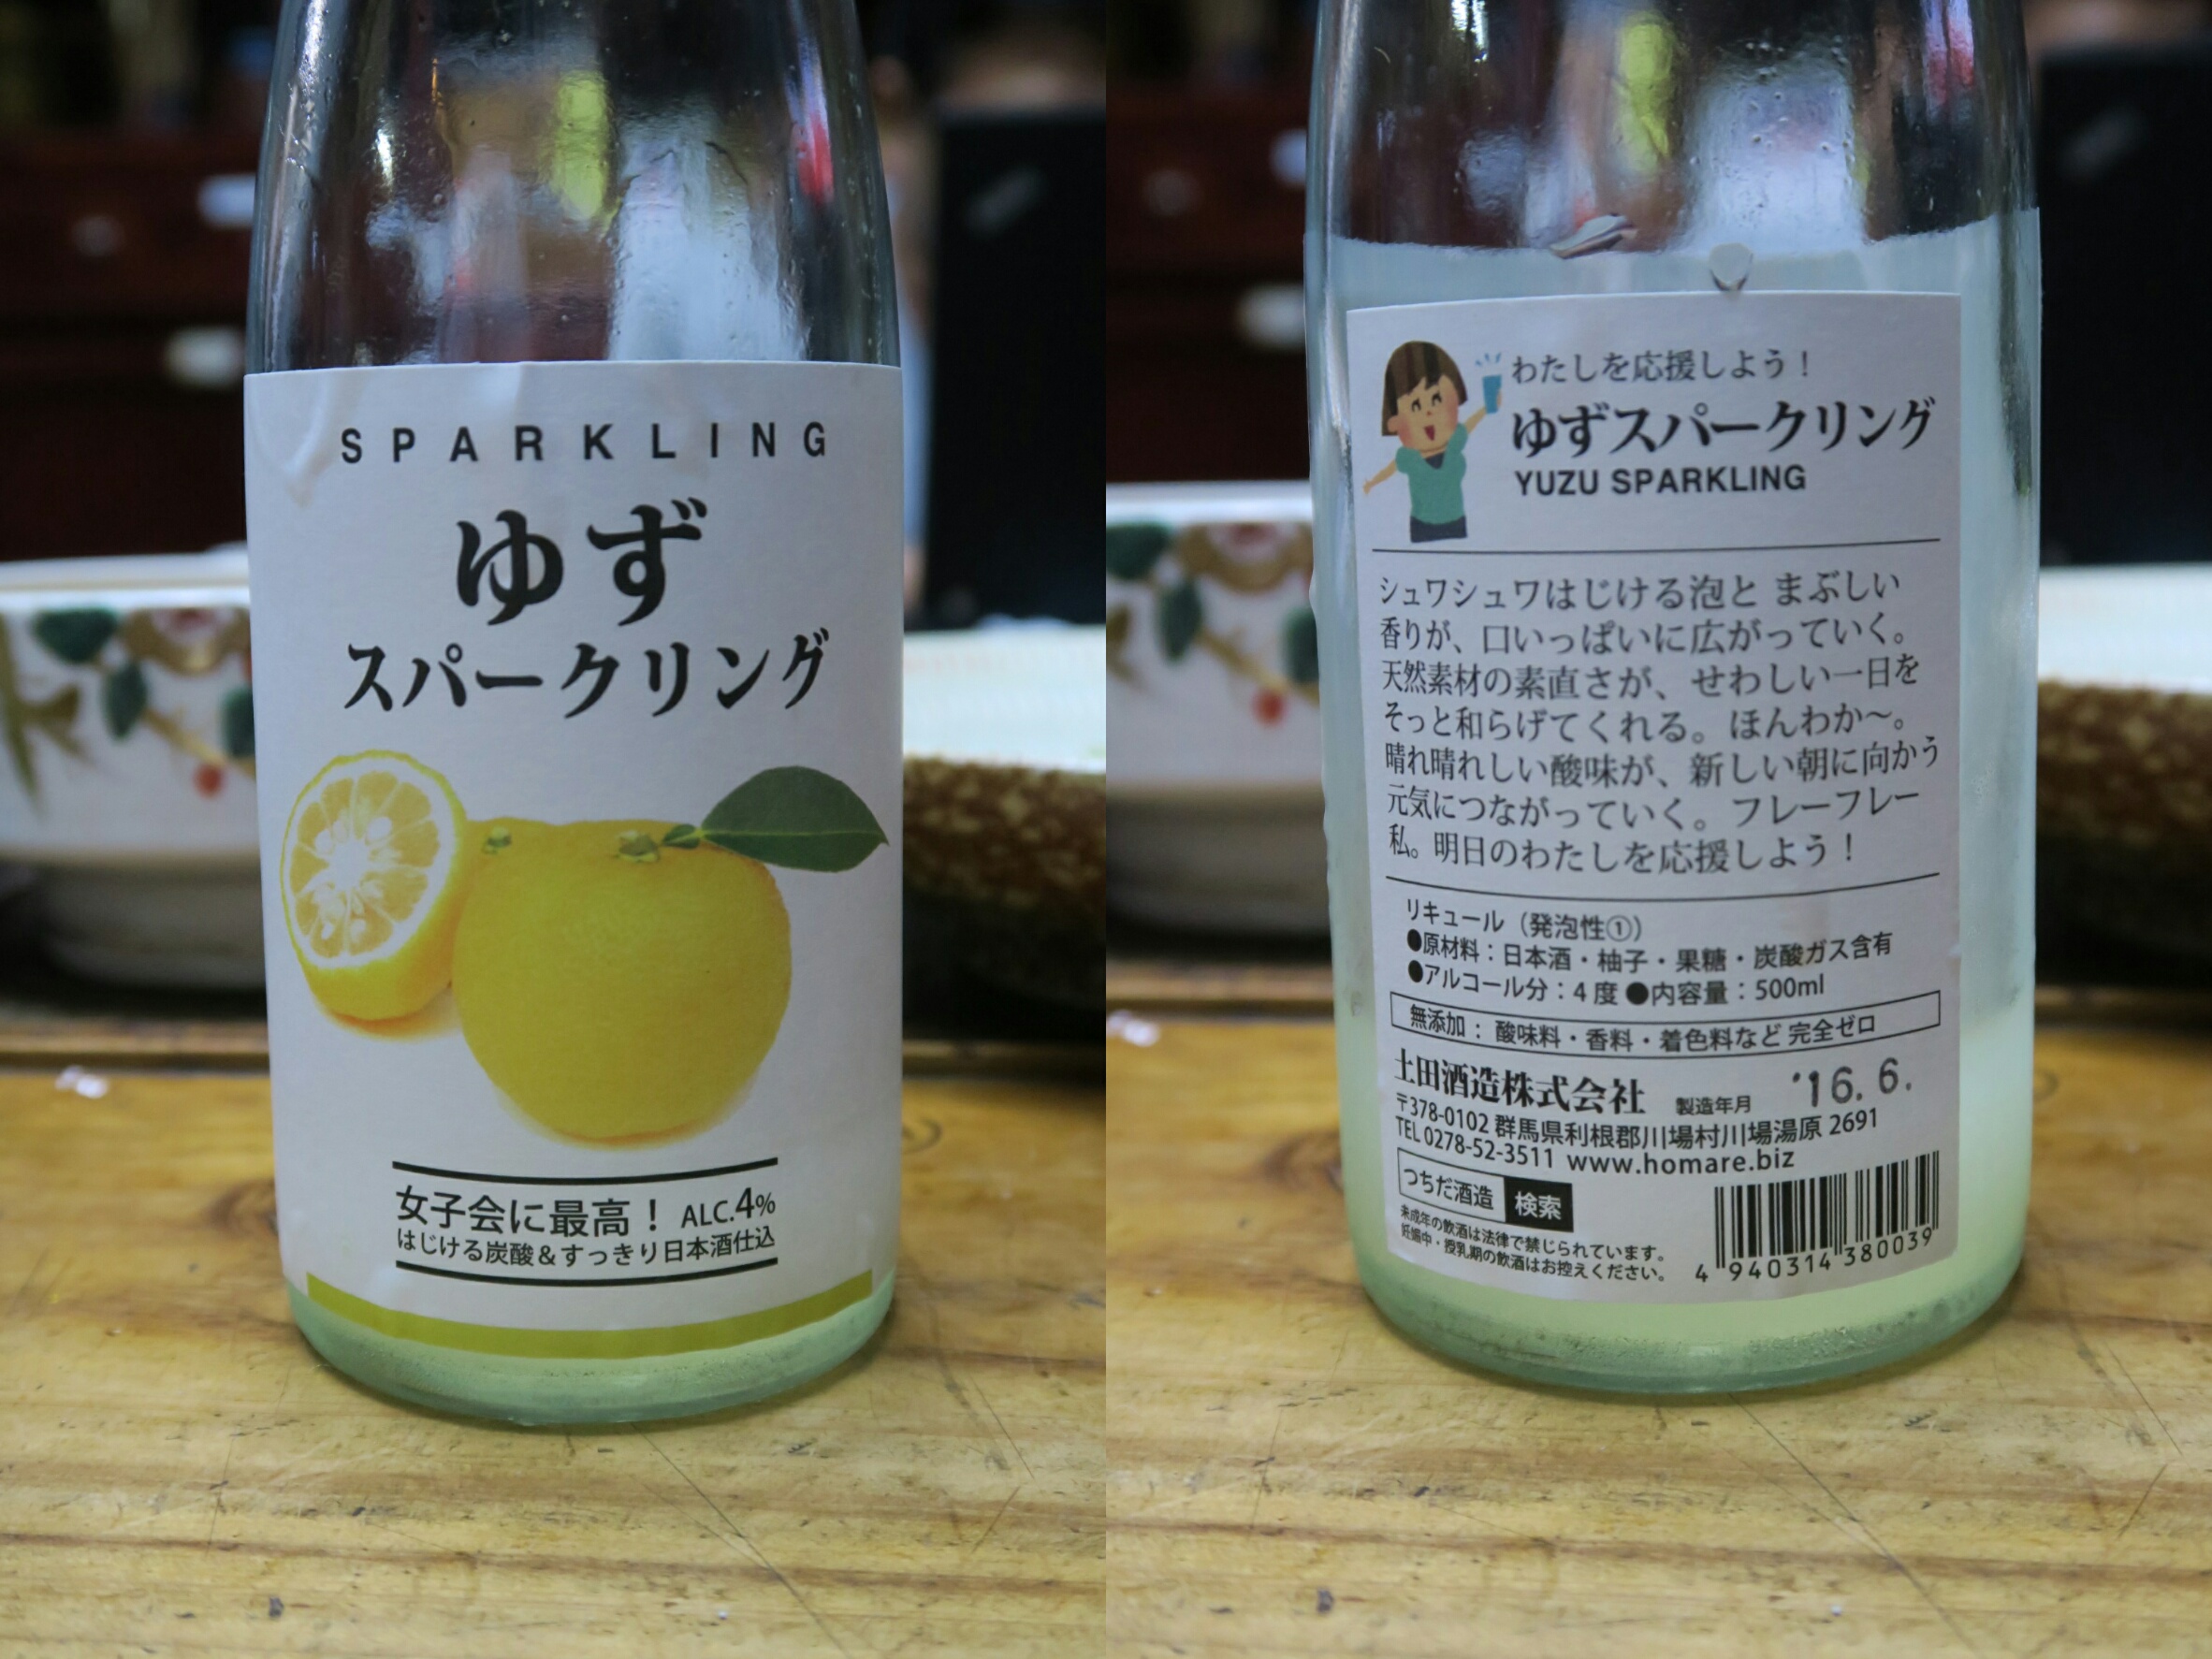 SPARKLING
ゆず
スパークリング
女子会に最高！ ALC.4%
はじける炭酸＆すっきり日本酒仕込
わたしを応援しよう！
ゆずスパークリング
YUZU SPARKLING
シュワシュワはじける泡と まぶしい
香りが、口いっぱいに広がっていく。
天然素材の素直さが、せわしい一日を
そっと和らげてくれる。ほんわか〜。
晴れ晴れしい酸味が、新しい朝に向かう
元気につながっていく。フレーフレー
私。明日のわたしを応援しよう！
リキュール（発泡性①）
●原材料：日本酒・柚子・果糖・炭酸ガス含有
●アルコール分：4度 ●内容量：500ml
無添加：酸味料・香料・着色料など 完全ゼロ
土田酒造株式会社 製造年月 '16.6.
〒378-0102 群馬県利根郡川場村川場湯原 2691
TEL 0278-52-3511 www.homare.biz
つちだ酒造 検索
未成年の飲酒は法律で禁じられています。
妊娠中・授乳期の飲酒はお控えください。
4 940314 380039